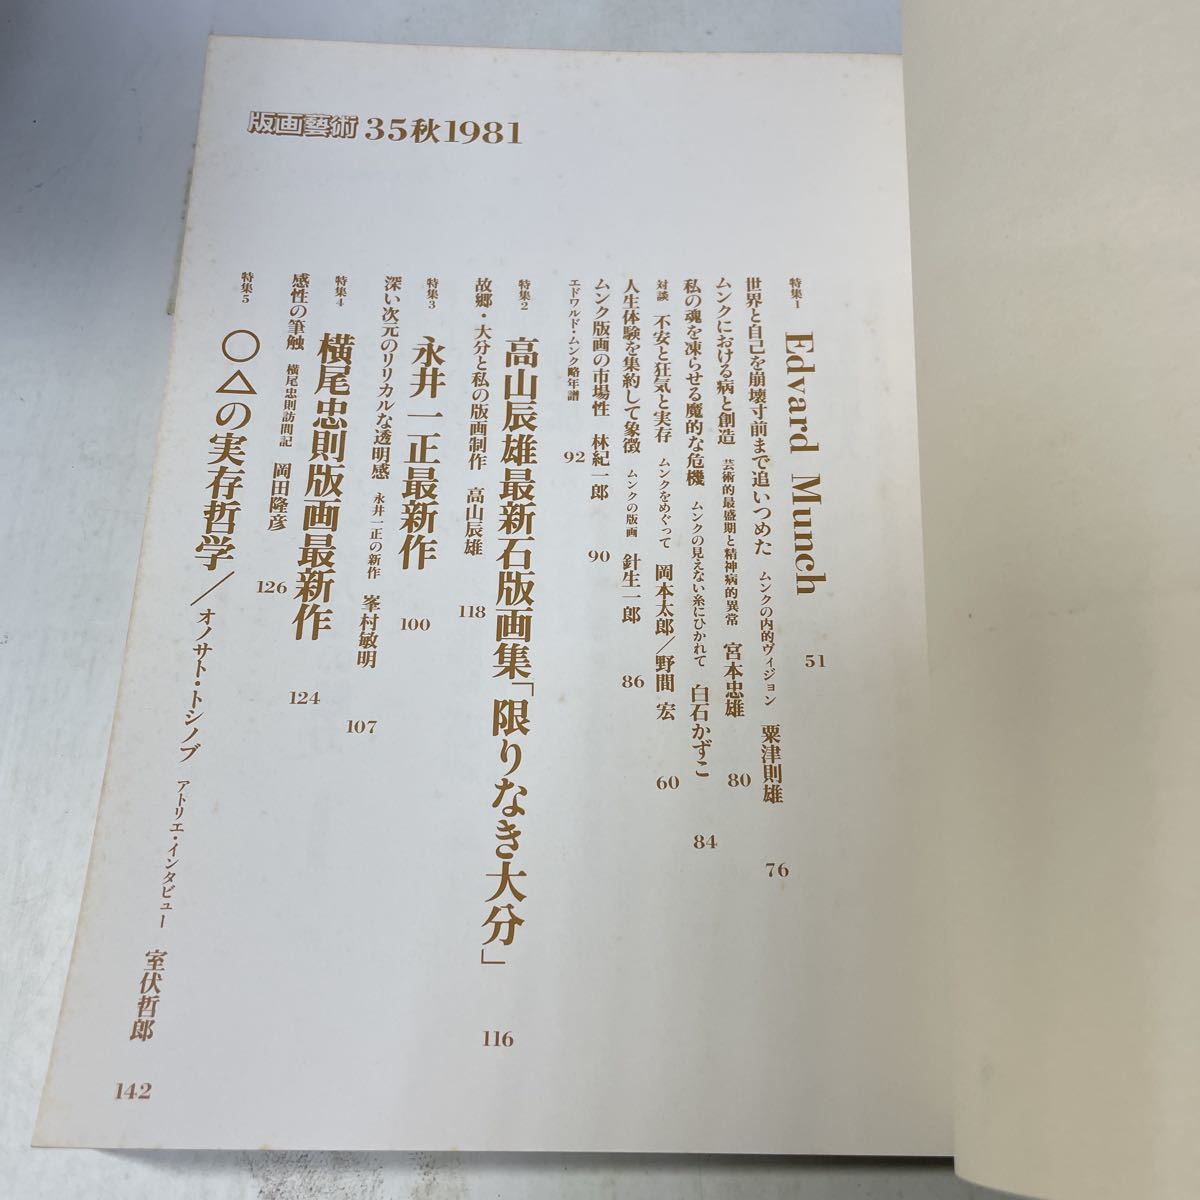 版画藝術 35秋1981
特集1 Edvard Munch 51
世界と自己を崩壊寸前まで追いつめた ムンクの内的ヴィジョン 粟津則雄 76
ムンクにおける病と創造 芸術的最盛期と精神病的異常 宮本忠雄 80
私の魂を凍らせる魔的な危機 ムンクの見えない糸にひかれて 白石かずこ 84
対談 不安と狂気と実存 ムンクをめぐって 岡本太郎／野間 宏 60
人生体験を集約して象徴 ムンクの版画 針生一郎 86
ムンク版画の市場性 林紀一郎 90
エドワルド・ムンク略年譜 92
特集2 高山辰雄最新石版画集「限りなき大分」 116
故郷・大分と私の版画制作 高山辰雄 118
特集3 永井一正最新作 100
深い次元のリリカルな透明感 永井一正の新作 峯村敏明 107
特集4 横尾忠則版画最新作 124
感性の筆触 横尾忠則訪問記 岡田隆彦 126
特集5 ○△の実存哲学／オノサト・トシノブ アトリエ・インタビュー 室伏哲郎 142